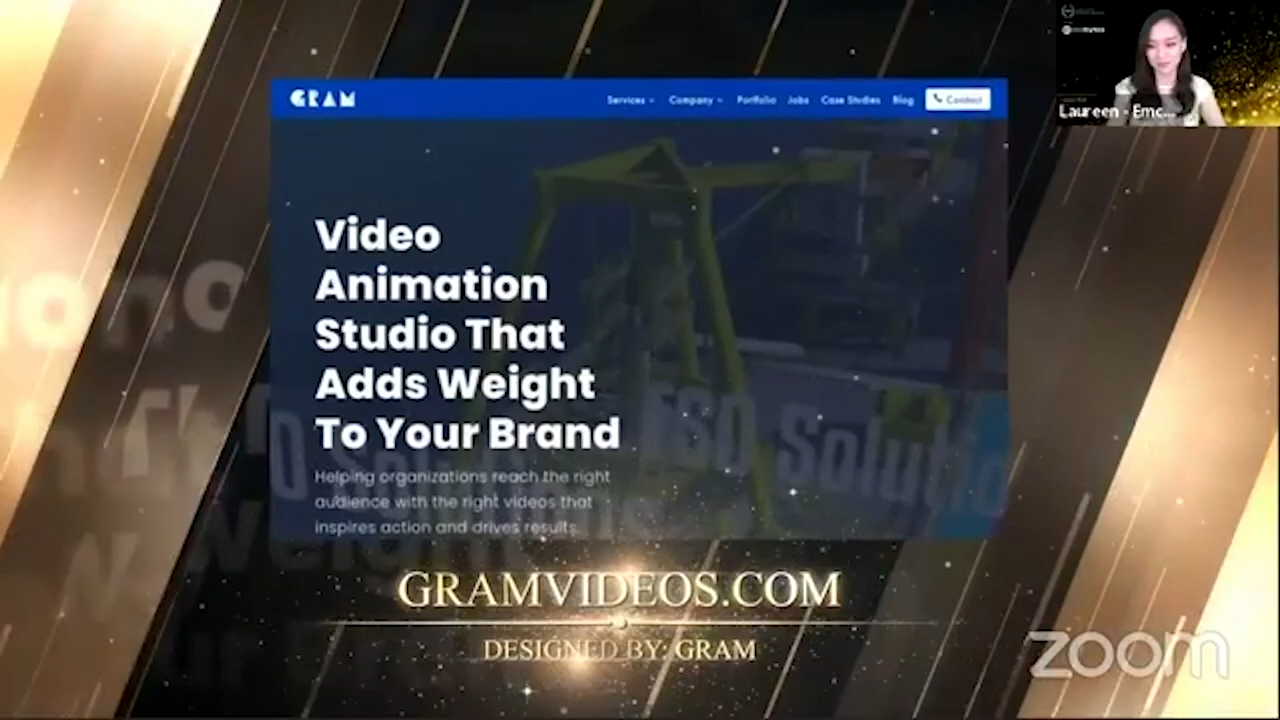 GRAM
Services Company Portfolio Jobs Case Studies Blog Contact
Laureen - Emc...
Video
Animation
Studio That
Adds Weight
To Your Brand
Helping organizations reach the right
audience with the right videos that
inspires action and drives results.
ESD Solutio
GRAMVIDEOS.COM
DESIGNED BY: GRAM
zoom